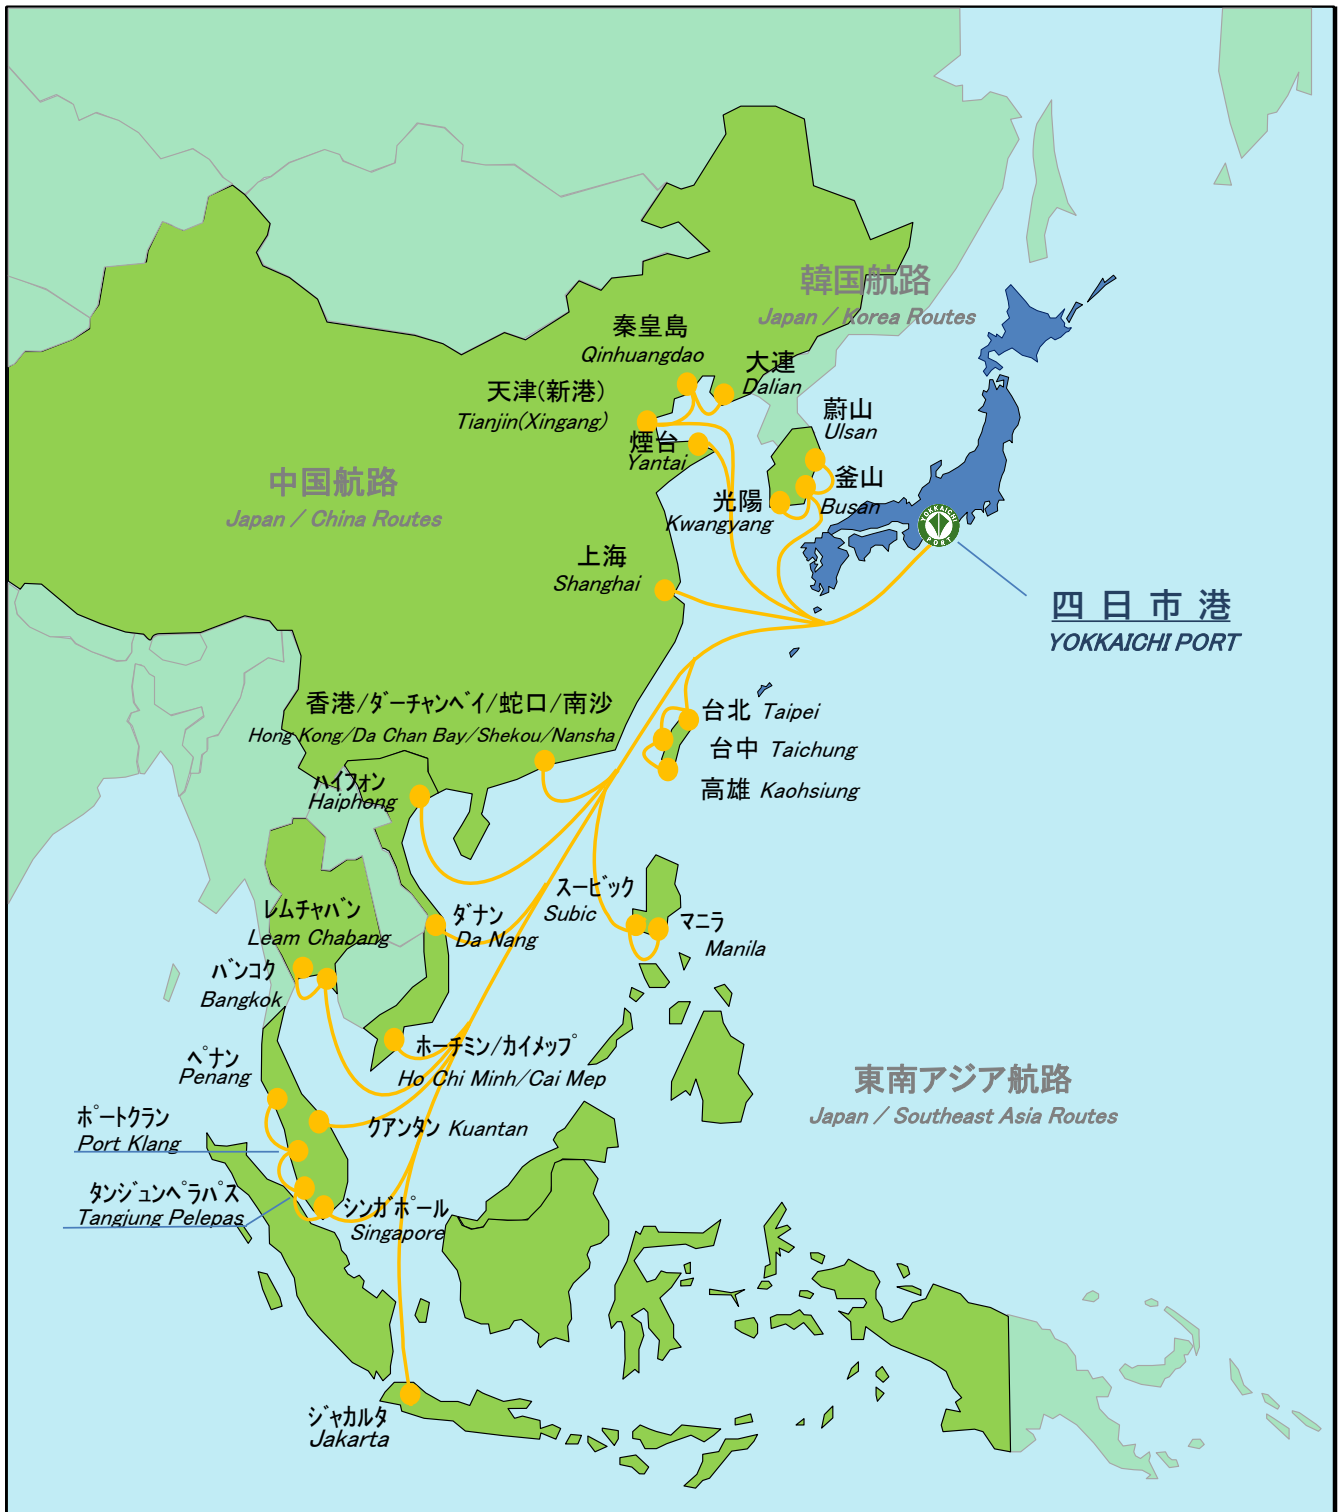 韓国航路
Japan / Korea Routes
秦皇島
Qinhuangdao
大連
Dalian
天津(新港)
Tianjin(Xingang)
蔚山
Ulsan
煙台
Yantai
釜山
Busan
光陽
Kwangyang
中国航路
Japan / China Routes
YOKKAICHI
PORT
上海
Shanghai
四日市港
YOKKAICHI PORT
香港/ダーチャンベイ/蛇口/南沙
Hong Kong/Da Chan Bay/Shekou/Nansha
台北 Taipei
台中 Taichung
高雄 Kaohsiung
ハイフォン
Haiphong
スービック
Subic
マニラ
Manila
レムチャバン
Leam Chabang
ダナン
Da Nang
バンコク
Bangkok
ホーチミン/カイメップ
Ho Chi Minh/Cai Mep
ペナン
Penang
東南アジア航路
Japan / Southeast Asia Routes
ポートクラン
Port Klang
クアンタン Kuantan
タンジュンペラパス
Tangjung Pelepas
シンガポール
Singapore
ジャカルタ
Jakarta